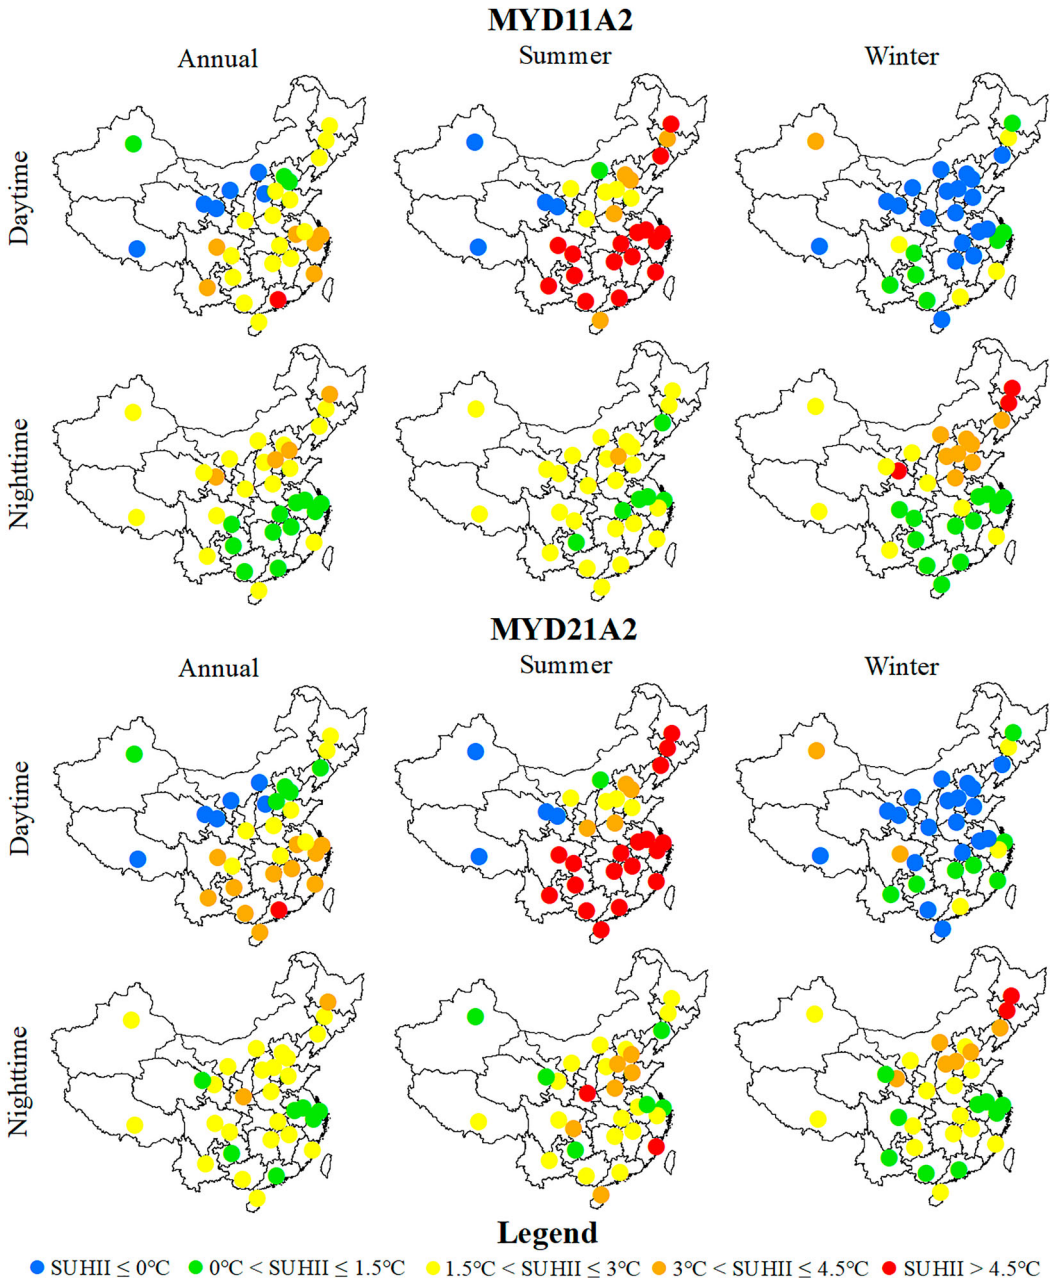 MYD11A2
Annual Summer Winter
Daytime
Nighttime
MYD21A2
Annual Summer Winter
Daytime
Nighttime
Legend
SUHII ≤ 0℃ 0℃ < SUHII ≤ 1.5℃ 1.5℃ < SUHII ≤ 3℃ 3℃ < SUHII ≤ 4.5℃ SUHII > 4.5℃